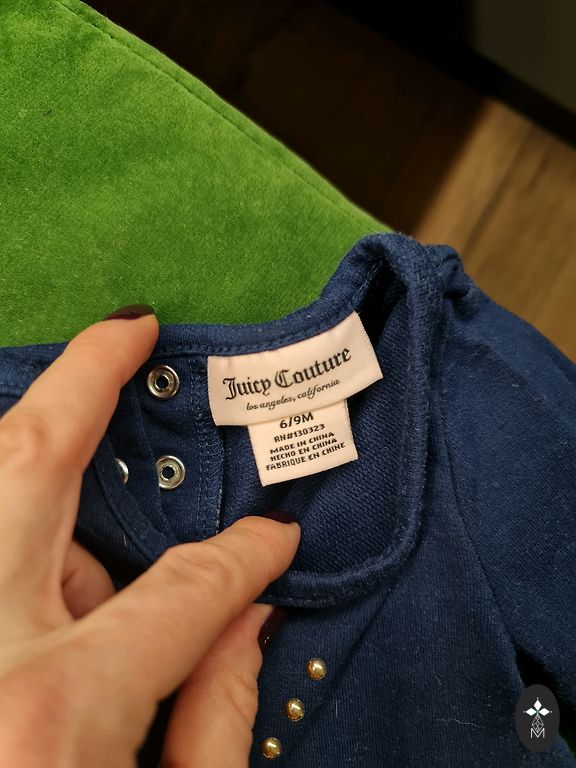 Juicy Couture
los angeles, california
6/9M
RN#130323
MADE IN CHINA
HECHO EN CHINA
FABRIQUE EN CHINE
M